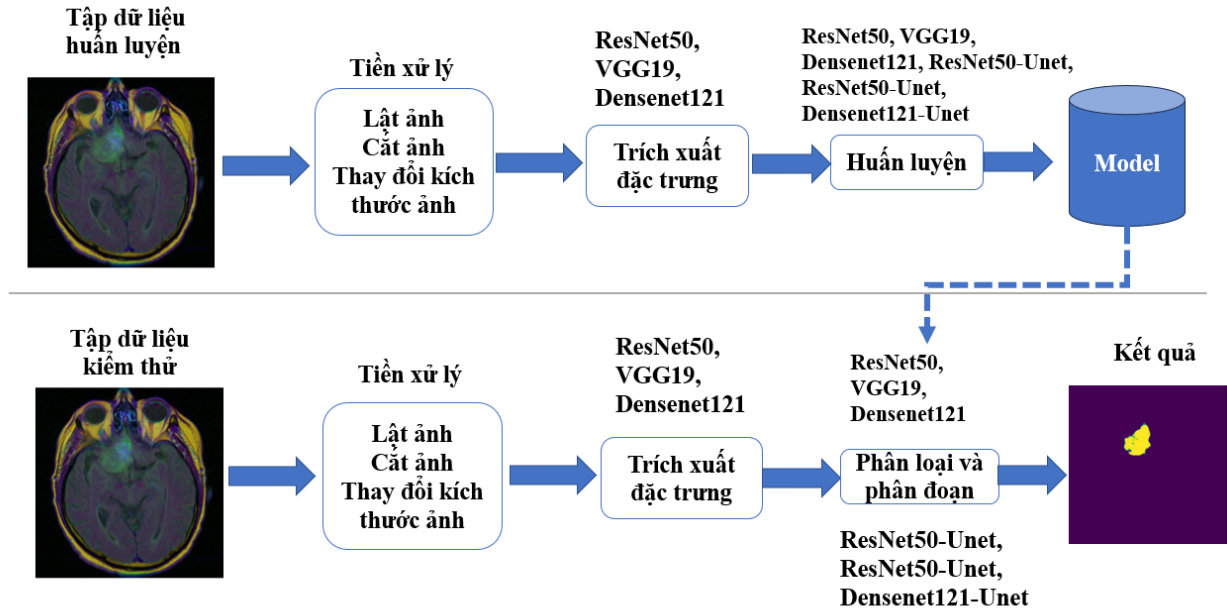 Tập dữ liệu
huấn luyện
Tiền xử lý
Lật ảnh
Cắt ảnh
Thay đổi kích
thước ảnh
ResNet50,
VGG19,
Densenet121
Trích xuất
đặc trưng
ResNet50, VGG19,
Densenet121, ResNet50-Unet,
ResNet50-Unet,
Densenet121-Unet
Huấn luyện
Model
Tập dữ liệu
kiểm thử
Tiền xử lý
Lật ảnh
Cắt ảnh
Thay đổi kích
thước ảnh
ResNet50,
VGG19,
Densenet121
Trích xuất
đặc trưng
ResNet50,
VGG19,
Densenet121
Phân loại và
phân đoạn
ResNet50-Unet,
ResNet50-Unet,
Densenet121-Unet
Kết quả